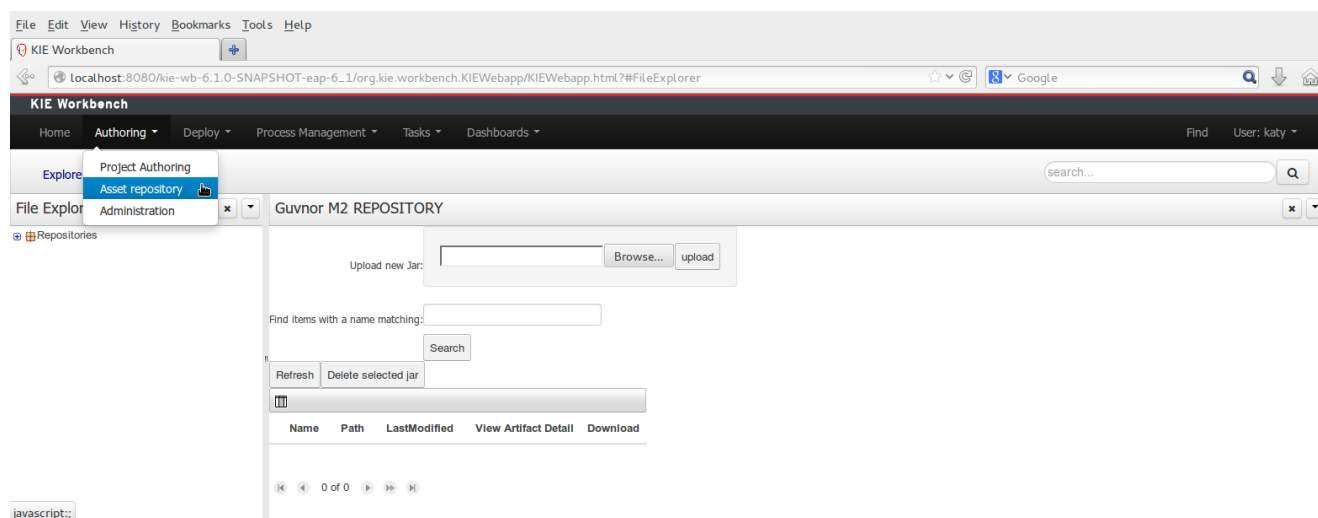 File Edit View History Bookmarks Tools Help
KIE Workbench
localhost:8080/kie-wb-6.1.0-SNAPSHOT-eap-6_1/org.kie.workbench.KIEWebapp/KIEWebapp.html?#FileExplorer
Google
KIE Workbench
Home Authoring Deploy Process Management Tasks Dashboards Find User: katy
Project Authoring
Explore
search...
Asset repository
Administration
File Explor
Guvnor M2 REPOSITORY
Repositories
Upload new Jar: Browse... upload
Find items with a name matching:
Search
Refresh Delete selected jar
Name Path LastModified View Artifact Detail Download
0 of 0
javascript:;